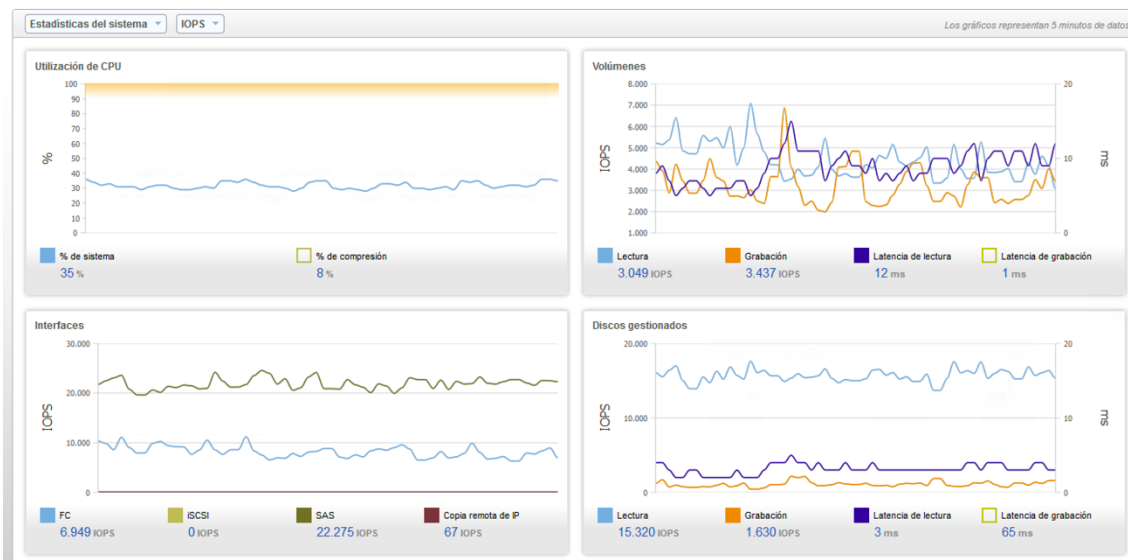 Estadísticas del sistema IOPS Los gráficos representan 5 minutos de datos
Utilización de CPU
100
90
80
70
60
50
40
30
20
10
0
%
% de sistema % de compresión
35 % 8 %
Volúmenes
8.000 20
7.000
6.000
5.000 10
4.000
3.000
2.000
1.000 0
IOPS ms
Lectura Grabación Latencia de lectura Latencia de grabación
3.049 IOPS 3.437 IOPS 12 ms 1 ms
Interfaces
30.000
20.000
10.000
0
IOPS
FC iSCSI SAS Copia remota de IP
6.949 IOPS 0 IOPS 22.275 IOPS 67 IOPS
Discos gestionados
20.000 20
10.000 10
0 0
IOPS ms
Lectura Grabación Latencia de lectura Latencia de grabación
15.320 IOPS 1.630 IOPS 3 ms 65 ms